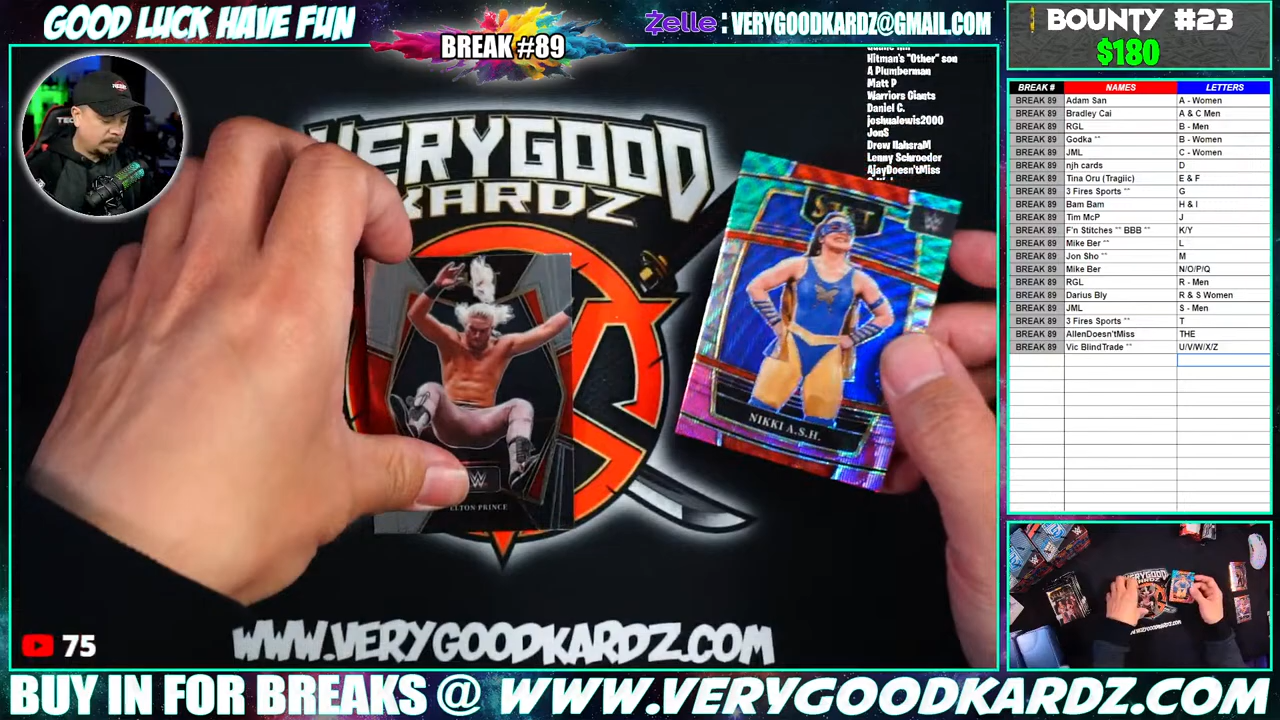 GOOD LUCK HAVE FUN
BREAK #89
Zelle : VERYGOODKARDZ@GMAIL.COM
BOUNTY #23
$180
Hitman's "Other" son
A Plumberman
Matt P
Warriors Giants
Daniel C.
joshualewis2000
JonS
Drew HahsraM
Lenny Schroeder
AjayDoesn'tMiss
VERYGOOD
KARDZ
W
ELTON PRINCE
W
NIKKI A.S.H.
WWW.VERYGOODKARDZ.COM
75
BREAK # NAMES LETTERS
BREAK 89 Adam San A - Women
BREAK 89 Bradley Cai A & C Men
BREAK 89 RGL B - Men
BREAK 89 Godka ** B - Women
BREAK 89 JML C - Women
BREAK 89 njh cards D
BREAK 89 Tina Oru (Tragiic) E & F
BREAK 89 3 Fires Sports ** G
BREAK 89 Bam Bam H & I
BREAK 89 Tim McP J
BREAK 89 F'n Stitches ** BBB ** K/Y
BREAK 89 Mike Ber ** L
BREAK 89 Jon Sho ** M
BREAK 89 Mike Ber N/O/P/Q
BREAK 89 RGL R - Men
BREAK 89 Darius Bly R & S Women
BREAK 89 JML S - Men
BREAK 89 3 Fires Sports ** T
BREAK 89 AllenDoesn'tMiss THE
BREAK 89 Vic BlindTrade ** U/V/W/X/Z
BUY IN FOR BREAKS @ WWW.VERYGOODKARDZ.COM